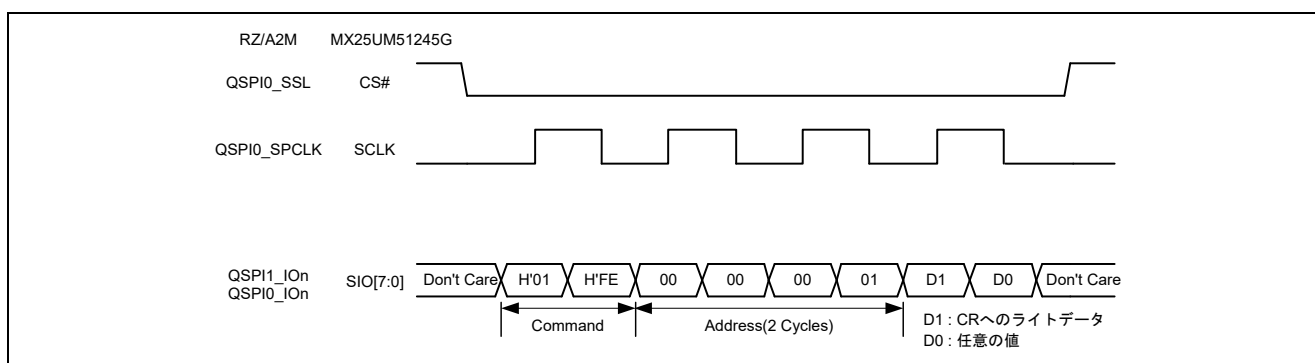 RZ/A2M MX25UM51245G
QSPI0_SSL CS#
QSPI0_SPCLK SCLK
QSPI1_IOn
QSPI0_IOn
SIO[7:0]
Don't Care H'01 H'FE 00 00 00 01 D1 D0 Don't Care
Command Address(2 Cycles)
D1 : CRへのライトデータ
D0 : 任意の値